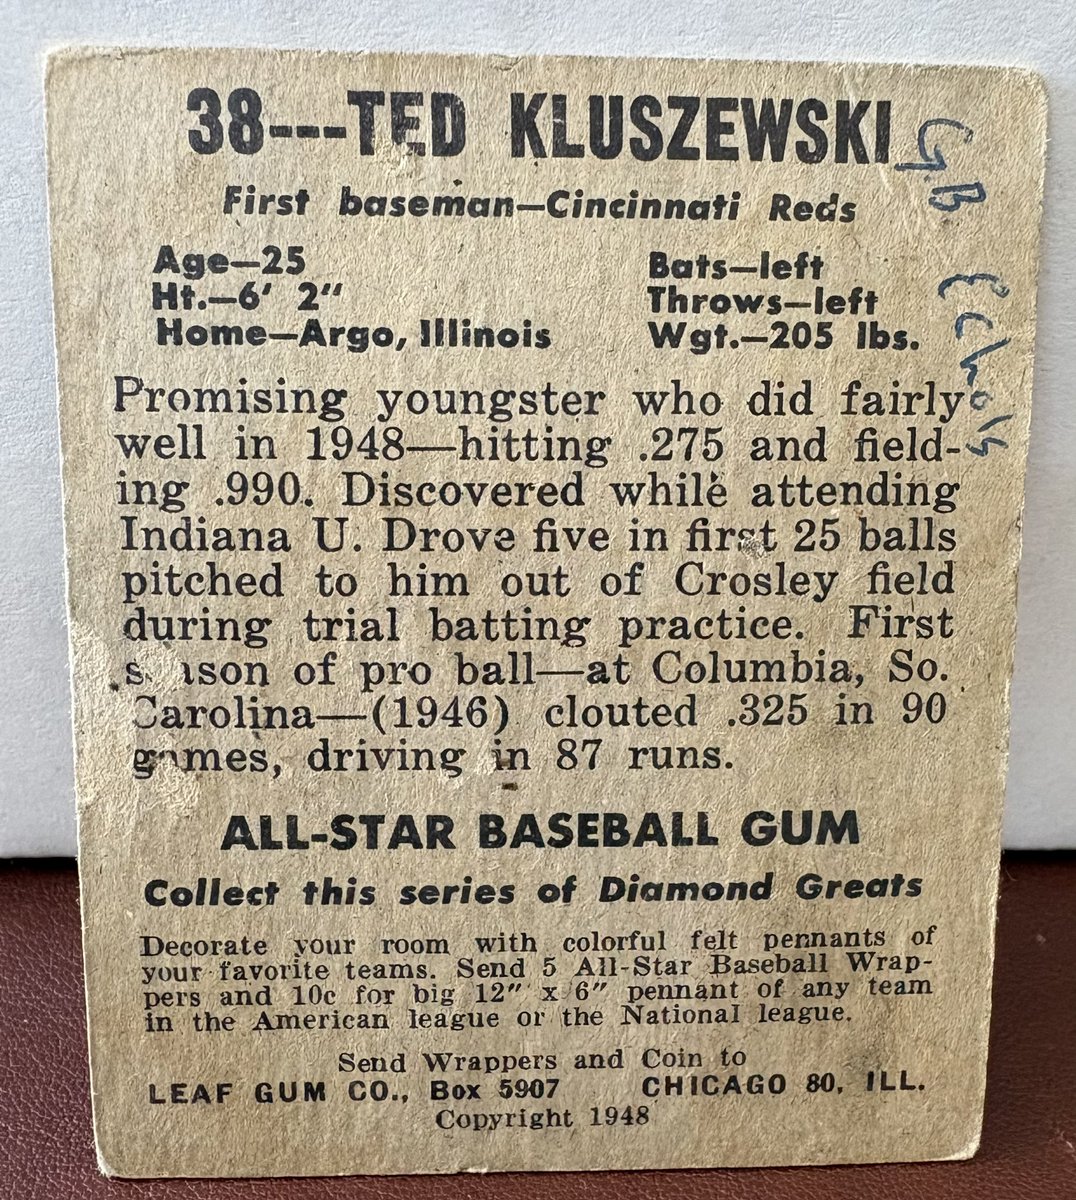 38---TED KLUSZEWSKI
First baseman—Cincinnati Reds
Age—25
Ht.—6' 2"
Home—Argo, Illinois
Bats—left
Throws—left
Wgt.—205 lbs.
Promising youngster who did fairly
well in 1948—hitting .275 and field-
ing .990. Discovered while attending
Indiana U. Drove five in first 25 balls
pitched to him out of Crosley field
during trial batting practice. First
season of pro ball—at Columbia, So.
Carolina—(1946) clouted .325 in 90
games, driving in 87 runs.
ALL-STAR BASEBALL GUM
Collect this series of Diamond Greats
Decorate your room with colorful felt pennants of
your favorite teams. Send 5 All-Star Baseball Wrap-
pers and 10c for big 12" x 6" pennant of any team
in the American league or the National league.
Send Wrappers and Coin to
LEAF GUM CO., Box 5907 CHICAGO 80, ILL.
Copyright 1948
G.B Echols